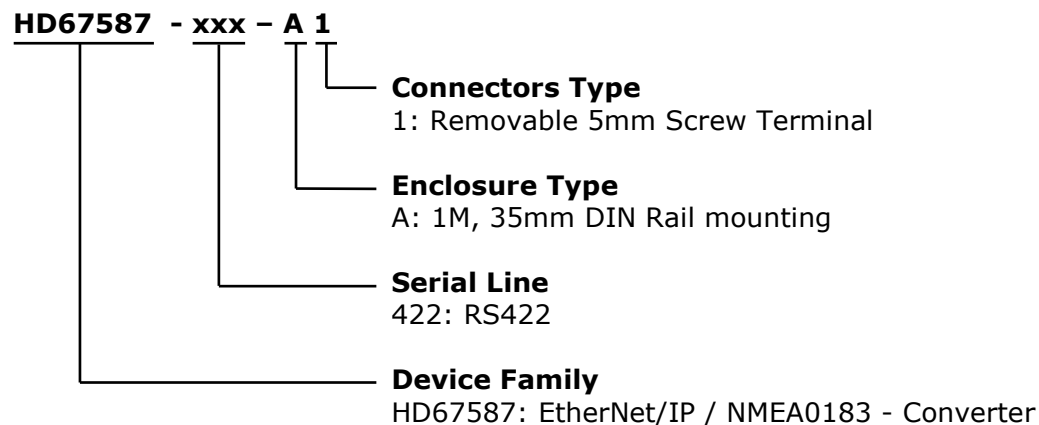 HD67587 - xxx – A 1
Connectors Type
1: Removable 5mm Screw Terminal
Enclosure Type
A: 1M, 35mm DIN Rail mounting
Serial Line
422: RS422
Device Family
HD67587: EtherNet/IP / NMEA0183 - Converter